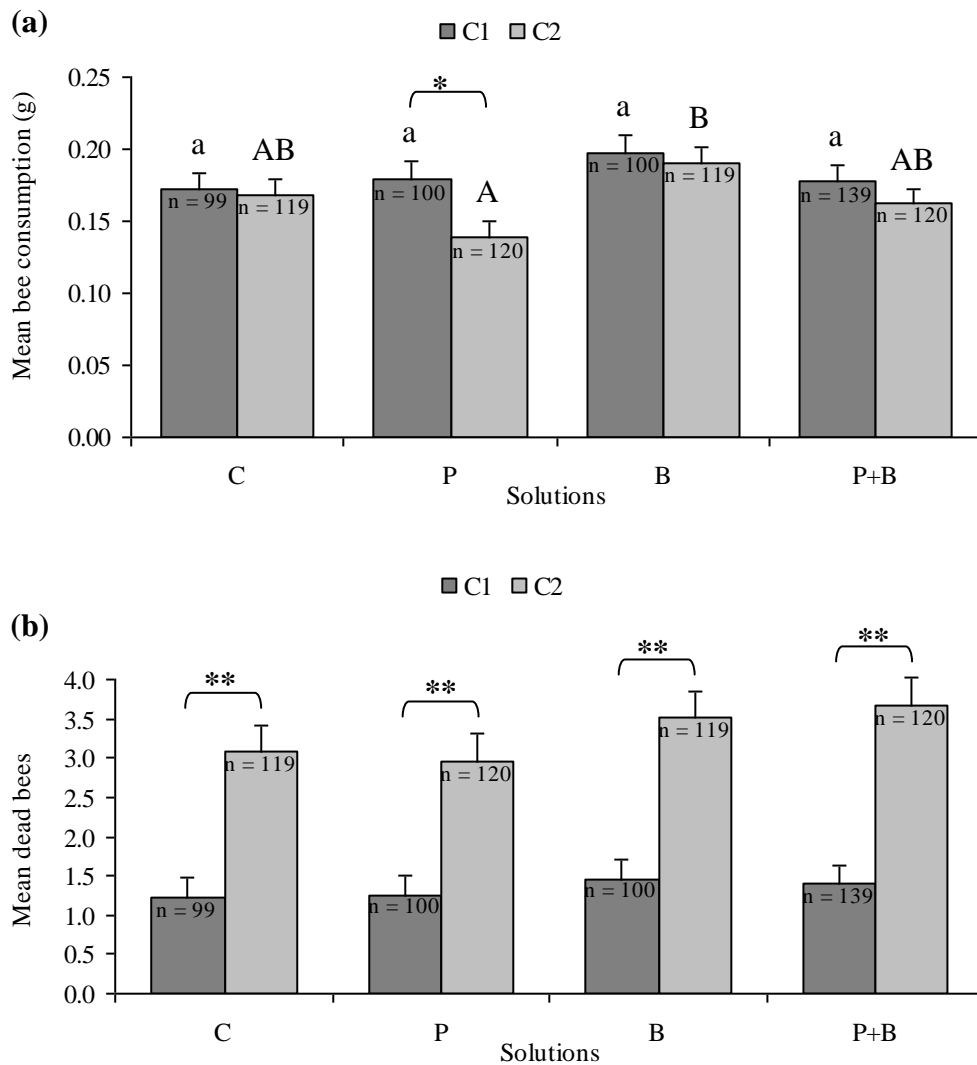 (a)
C1 C2
Mean bee consumption (g)
0.25
0.20
0.15
0.10
0.05
0.00
*
a AB a A a B a AB
n = 99 n = 119 n = 100 n = 120 n = 100 n = 119 n = 139 n = 120
C P B P+B
Solutions
C1 C2
(b)
Mean dead bees
4.0
3.5
3.0
2.5
2.0
1.5
1.0
0.5
0.0
** ** ** **
n = 99 n = 119 n = 100 n = 120 n = 100 n = 119 n = 139 n = 120
C P B P+B
Solutions